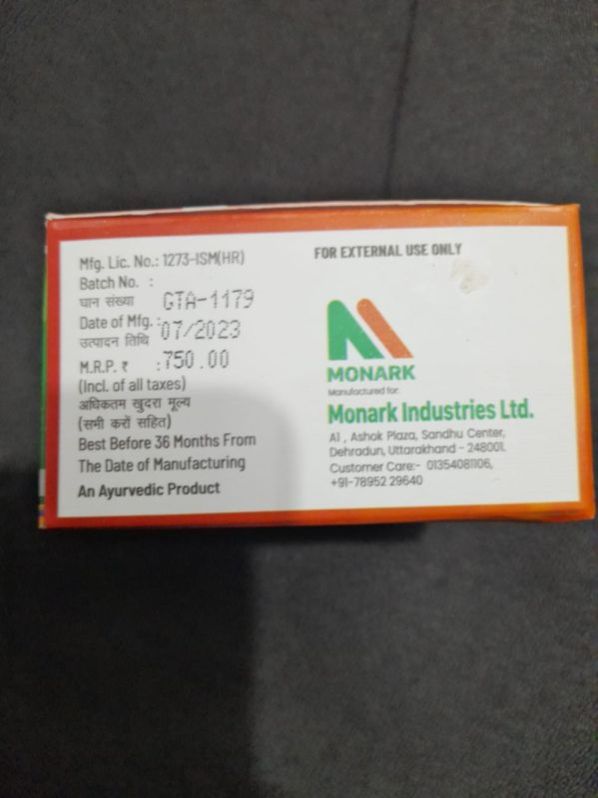 Mfg. Lic. No.: 1273-ISM(HR)
Batch No. :
घान संख्या GTA-1179
Date of Mfg. :
उत्पादन तिथि 07/2023
M.R.P. ₹ :750.00
(Incl. of all taxes)
अधिकतम खुदरा मूल्य
(सभी करों सहित)
Best Before 36 Months From
The Date of Manufacturing
An Ayurvedic Product
FOR EXTERNAL USE ONLY
MONARK
Manufactured for:
Monark Industries Ltd.
A1 , Ashok Plaza, Sandhu Center,
Dehradun, Uttarakhand - 248001.
Customer Care:- 01354081106,
+91-78952 29640